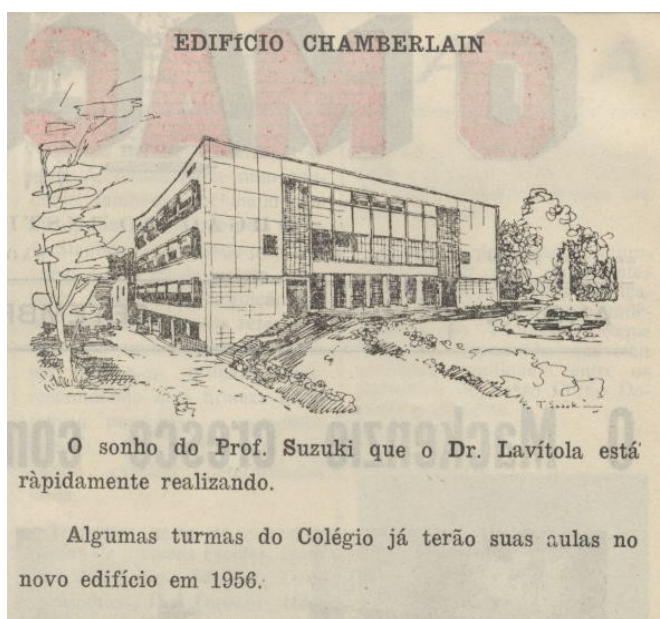 EDIFÍCIO CHAMBERLAIN
O sonho do Prof. Suzuki que o Dr. Lavítola está
ràpidamente realizando.
Algumas turmas do Colégio já terão suas aulas no
novo edifício em 1956.